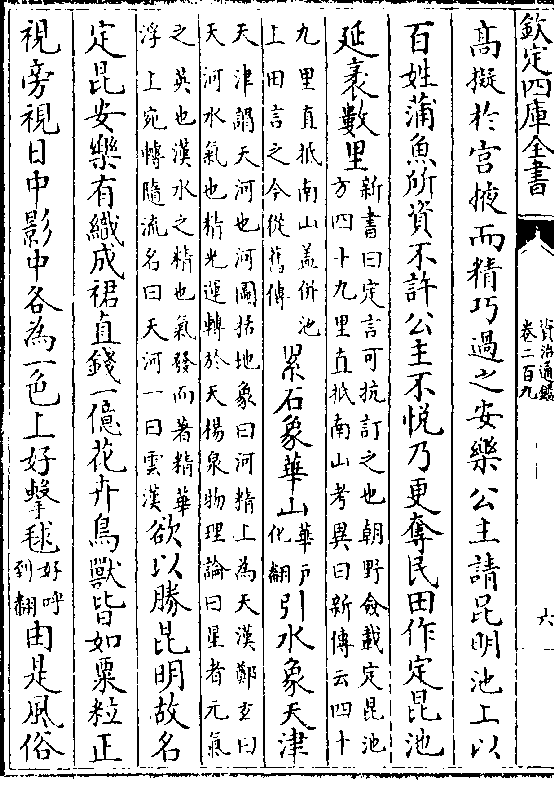 欽定四庫全書
資治通鑑
卷二百九
六
髙擬於宫掖而精巧過之安樂公主請昆明池上以
百姓蒲魚所資不許公主不悦乃更奪民田作定昆池
延袤數里
新書曰定言可抗訂之也朝野僉載定昆池
方四十九里直抵南山考異曰新傳云四十
九里直抵南山盖併池
上田言之今從舊傳
累石象華山
華户
化翻
引水象天津
天津謂天河也河圖括地象曰河精上為天漢鄭𤣥曰
天河水氣也精光運轉於天楊泉物理論曰星者元氣
之英也漢水之精也氣發而著精華
浮上宛轉隨流名曰天河一曰雲漢
欲以勝昆明故名
定昆安樂有織成裙直錢一億花卉鳥獸皆如粟粒正
視旁視日中影中各為一色上好擊毬
好呼
到翻
由是風俗